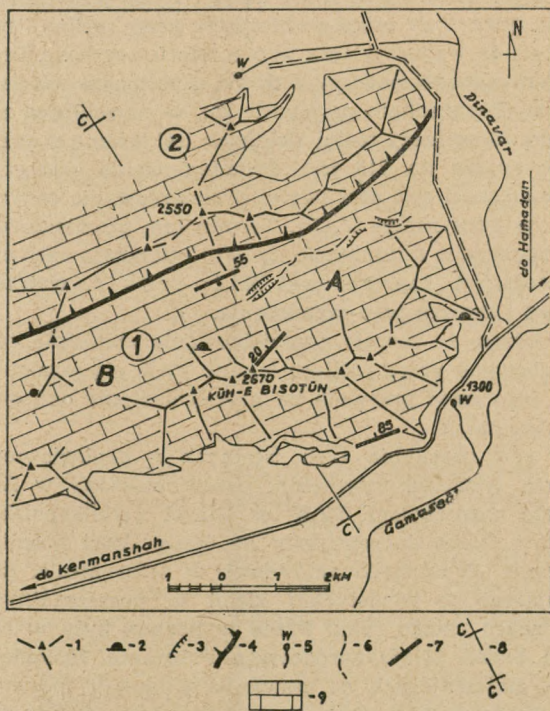 N
W
Dinavar
C
2
2550
do Hamadan
55
A
1
B
20
2670
KŪH-E BISOTŪN
1300
W
85
C
Gamasāō
do Kermanshah
1 0 1 2KM
-1 -2 -3 -4 W -5 -6 -7 C -8
C
-9